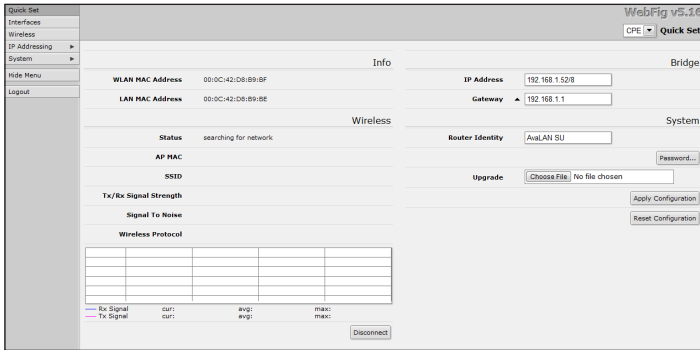 Quick Set
Interfaces
Wireless
IP Addressing
System
Hide Menu
Logout
WebFig v5.16
CPE Quick Set
Info
WLAN MAC Address 00:0C:42:D8:B9:BF
LAN MAC Address 00:0C:42:D8:B9:BE
Wireless
Status searching for network
AP MAC
SSID
Tx/Rx Signal Strength
Signal To Noise
Wireless Protocol
Rx Signal cur: avg: max:
Tx Signal cur: avg: max:
Disconnect
Bridge
IP Address 192.168.1.52/8
Gateway 192.168.1.1
System
Router Identity AvaLAN SU
Password...
Upgrade Choose File No file chosen
Apply Configuration
Reset Configuration